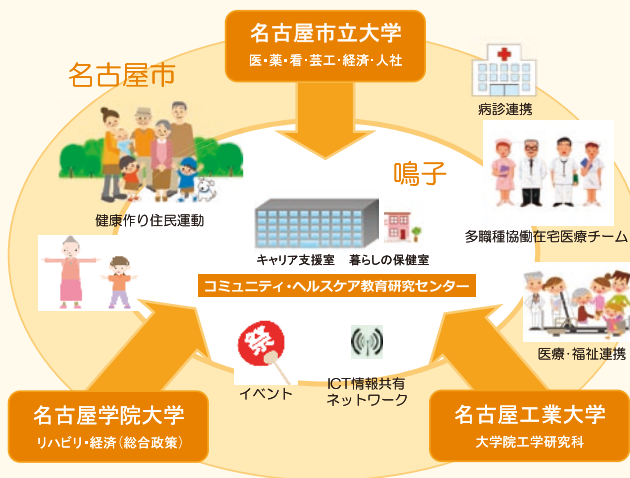 名古屋市立大学
医・薬・看・芸工・経済・人社
名古屋市
病診連携
鳴子
健康作り住民運動
多職種協働在宅医療チーム
キャリア支援室 暮らしの保健室
コミュニティ・ヘルスケア教育研究センター
祭
イベント
ICT情報共有
ネットワーク
医療・福祉連携
名古屋学院大学
リハビリ・経済(総合政策)
名古屋工業大学
大学院工学研究科